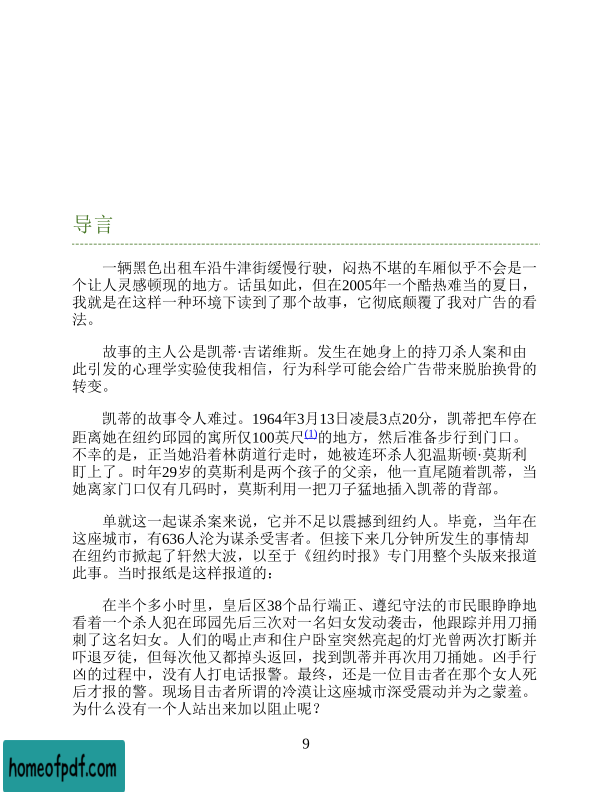 导言
一辆黑色出租车沿牛津街缓慢行驶，闷热不堪的车厢似乎不会是一
个让人灵感顿现的地方。话虽如此，但在2005年一个酷热难当的夏日，
我就是在这样一种环境下读到了那个故事，它彻底颠覆了我对广告的看
法。
故事的主人公是凯蒂·吉诺维斯。发生在她身上的持刀杀人案和由
此引发的心理学实验使我相信，行为科学可能会给广告带来脱胎换骨的
转变。
凯蒂的故事令人难过。1964年3月13日凌晨3点20分，凯蒂把车停在
距离她在纽约邱园的寓所仅100英尺(1)的地方，然后准备步行到门口。
不幸的是，正当她沿着林荫道行走时，她被连环杀人犯温斯顿·莫斯利
盯上了。时年29岁的莫斯利是两个孩子的父亲，他一直尾随着凯蒂，当
她离家门口仅有几码时，莫斯利用一把刀子猛地插入凯蒂的背部。
单就这一起谋杀案来说，它并不足以震撼到纽约人。毕竟，当年在
这座城市，有636人沦为谋杀受害者。但接下来几分钟所发生的事情却
在纽约市掀起了轩然大波，以至于《纽约时报》专门用整个头版来报道
此事。当时报纸是这样报道的：
在半个多小时里，皇后区38个品行端正、遵纪守法的市民眼睁睁地
看着一个杀人犯在邱园先后三次对一名妇女发动袭击，他跟踪并用刀捅
刺了这名妇女。人们的喝止声和住户卧室突然亮起的灯光曾两次打断并
吓退歹徒，但每次他又都掉头返回，找到凯蒂并再次用刀捅她。凶手行
凶的过程中，没有人打电话报警。最终，还是一位目击者在那个女人死
后才报的警。现场目击者所谓的冷漠让这座城市深受震动并为之蒙羞。
为什么没有一个人站出来加以阻止呢？
9
homeofpdf.com